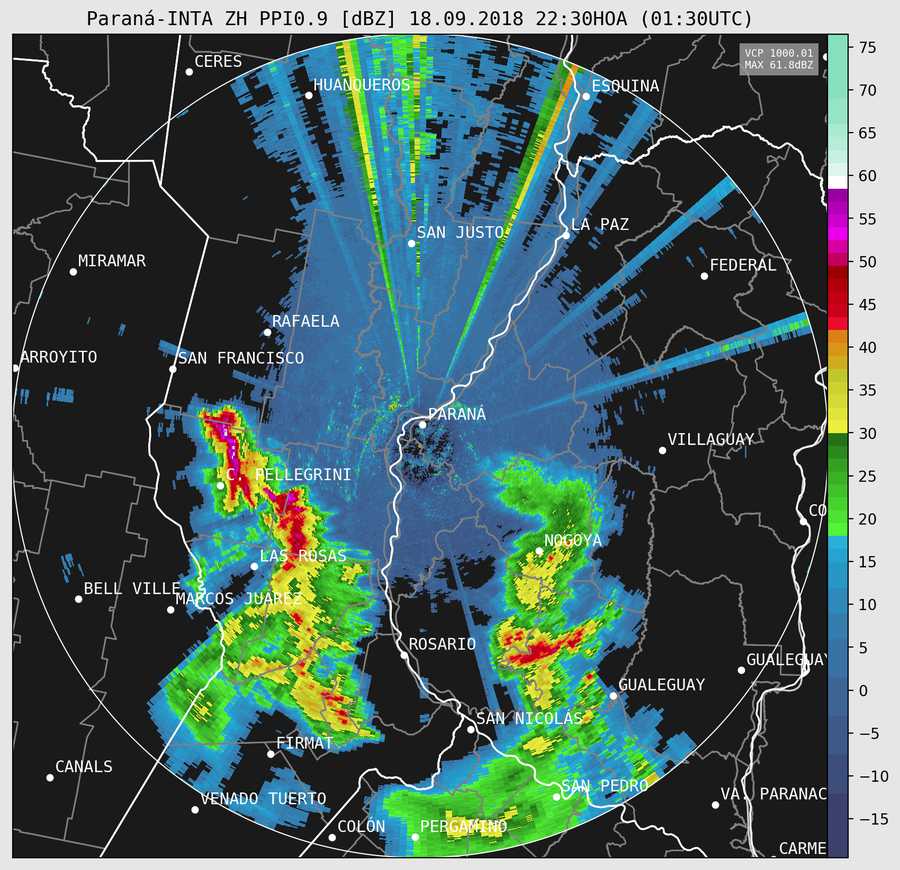 Paraná-INTA ZH PPI0.9 [dBZ] 18.09.2018 22:30HOA (01:30UTC)
VCP 1000.01
MAX 61.8dBZ
CERES
HUANQUEROS
ESQUINA
SAN JUSTO
LA PAZ
MIRAMAR
FEDERAL
RAFAELA
ARROYITO
SAN FRANCISCO
PARANÁ
VILLAGUAY
C. PELLEGRINI
CO
NOGOYA
LAS ROSAS
BELL VILLE
MARCOS JUAREZ
ROSARIO
GUALEGUAY
GUALEGUAY
SAN NICOLÁS
FIRMAT
CANALS
SAN PEDRO
VENADO TUERTO
VA. PARANAC
COLÓN
PERGAMINO
CARME
75
70
65
60
55
50
45
40
35
30
25
20
15
10
5
0
−5
−10
−15